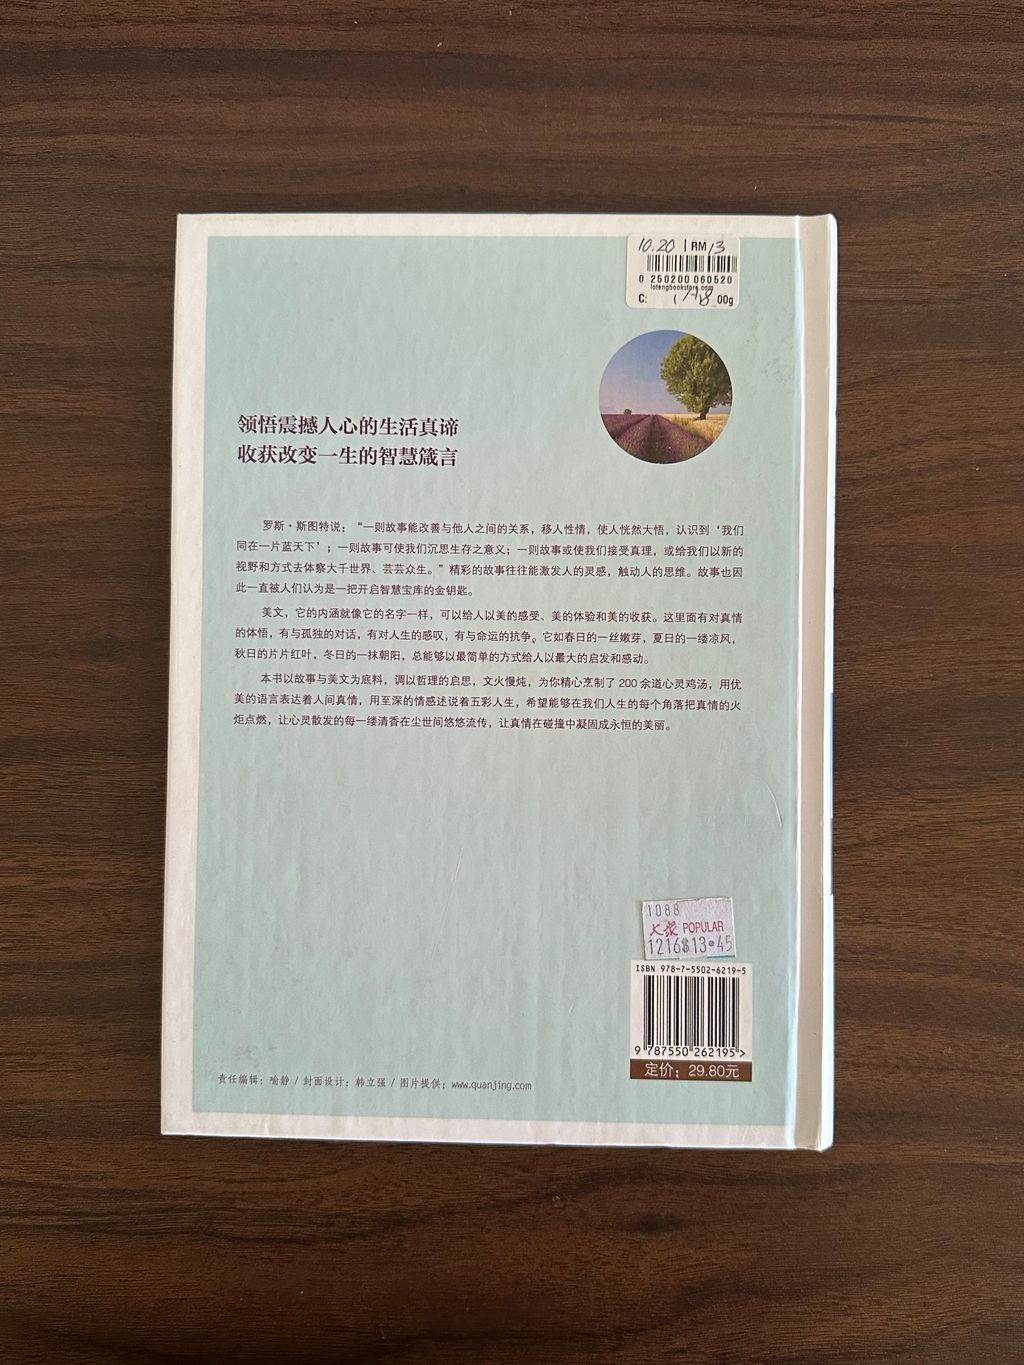 10.20 | RM 13
0 250200 060520
lotengbookstore.com
C: ( 00g
领悟震撼人心的生活真谛
收获改变一生的智慧箴言
罗斯·斯图特说：“一则故事能改善与他人之间的关系，移人性情，使人恍然大悟，认识到‘我们
同在一片蓝天下’；一则故事可使我们沉思生存之意义；一则故事或使我们接受真理，或给我们以新的
视野和方式去体察大千世界、芸芸众生。”精彩的故事往往能激发人的灵感，触动人的思维。故事也因
此一直被人们认为是一把开启智慧宝库的金钥匙。
美文，它的内涵就像它的名字一样，可以给人以美的感受、美的体验和美的收获。这里面有对真情
的体悟，有与孤独的对话，有对人生的感叹，有与命运的抗争。它如春日的一丝嫩芽，夏日的一缕凉风，
秋日的片片红叶，冬日的一抹朝阳，总能够以最简单的方式给人以最大的启发和感动。
本书以故事与美文为底料，调以哲理的启思，文火慢炖，为你精心烹制了 200 余道心灵鸡汤，用优
美的语言表达着人间真情，用至深的情感述说着五彩人生，希望能够在我们人生的每个角落把真情的火
炬点燃，让心灵散发的每一缕清香在尘世间悠悠流传，让真情在碰撞中凝固成永恒的美丽。
1088
大众 POPULAR
1216$13.45
ISBN 978-7-5502-6219-5
9 787550 262195 >
定价：29.80元
责任编辑：喻静 / 封面设计：韩立强 / 图片提供：www.quanjing.com